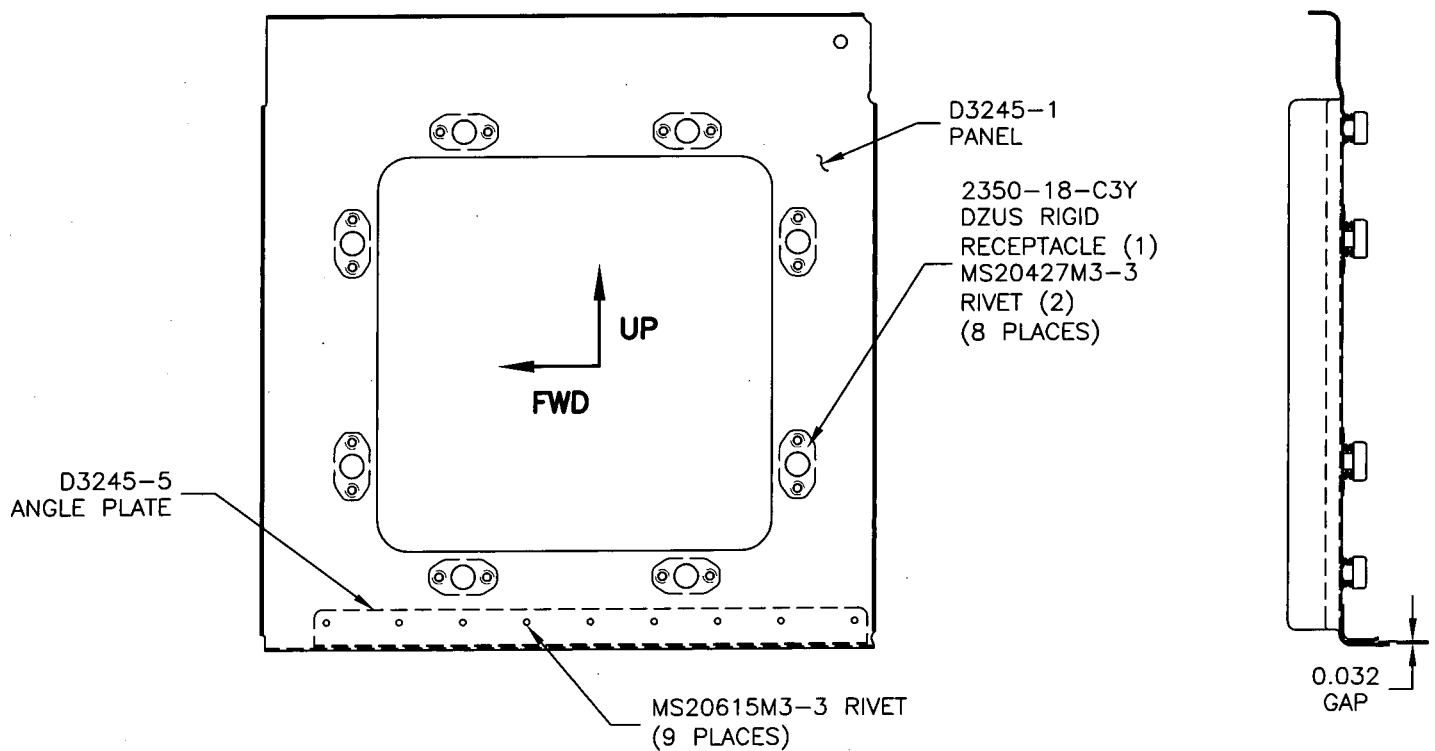 D3245-1
PANEL
2350-18-C3Y
DZUS RIGID
RECEPTACLE (1)
MS20427M3-3
RIVET (2)
(8 PLACES)
UP
FWD
D3245-5
ANGLE PLATE
MS20615M3-3 RIVET
(9 PLACES)
0.032
GAP